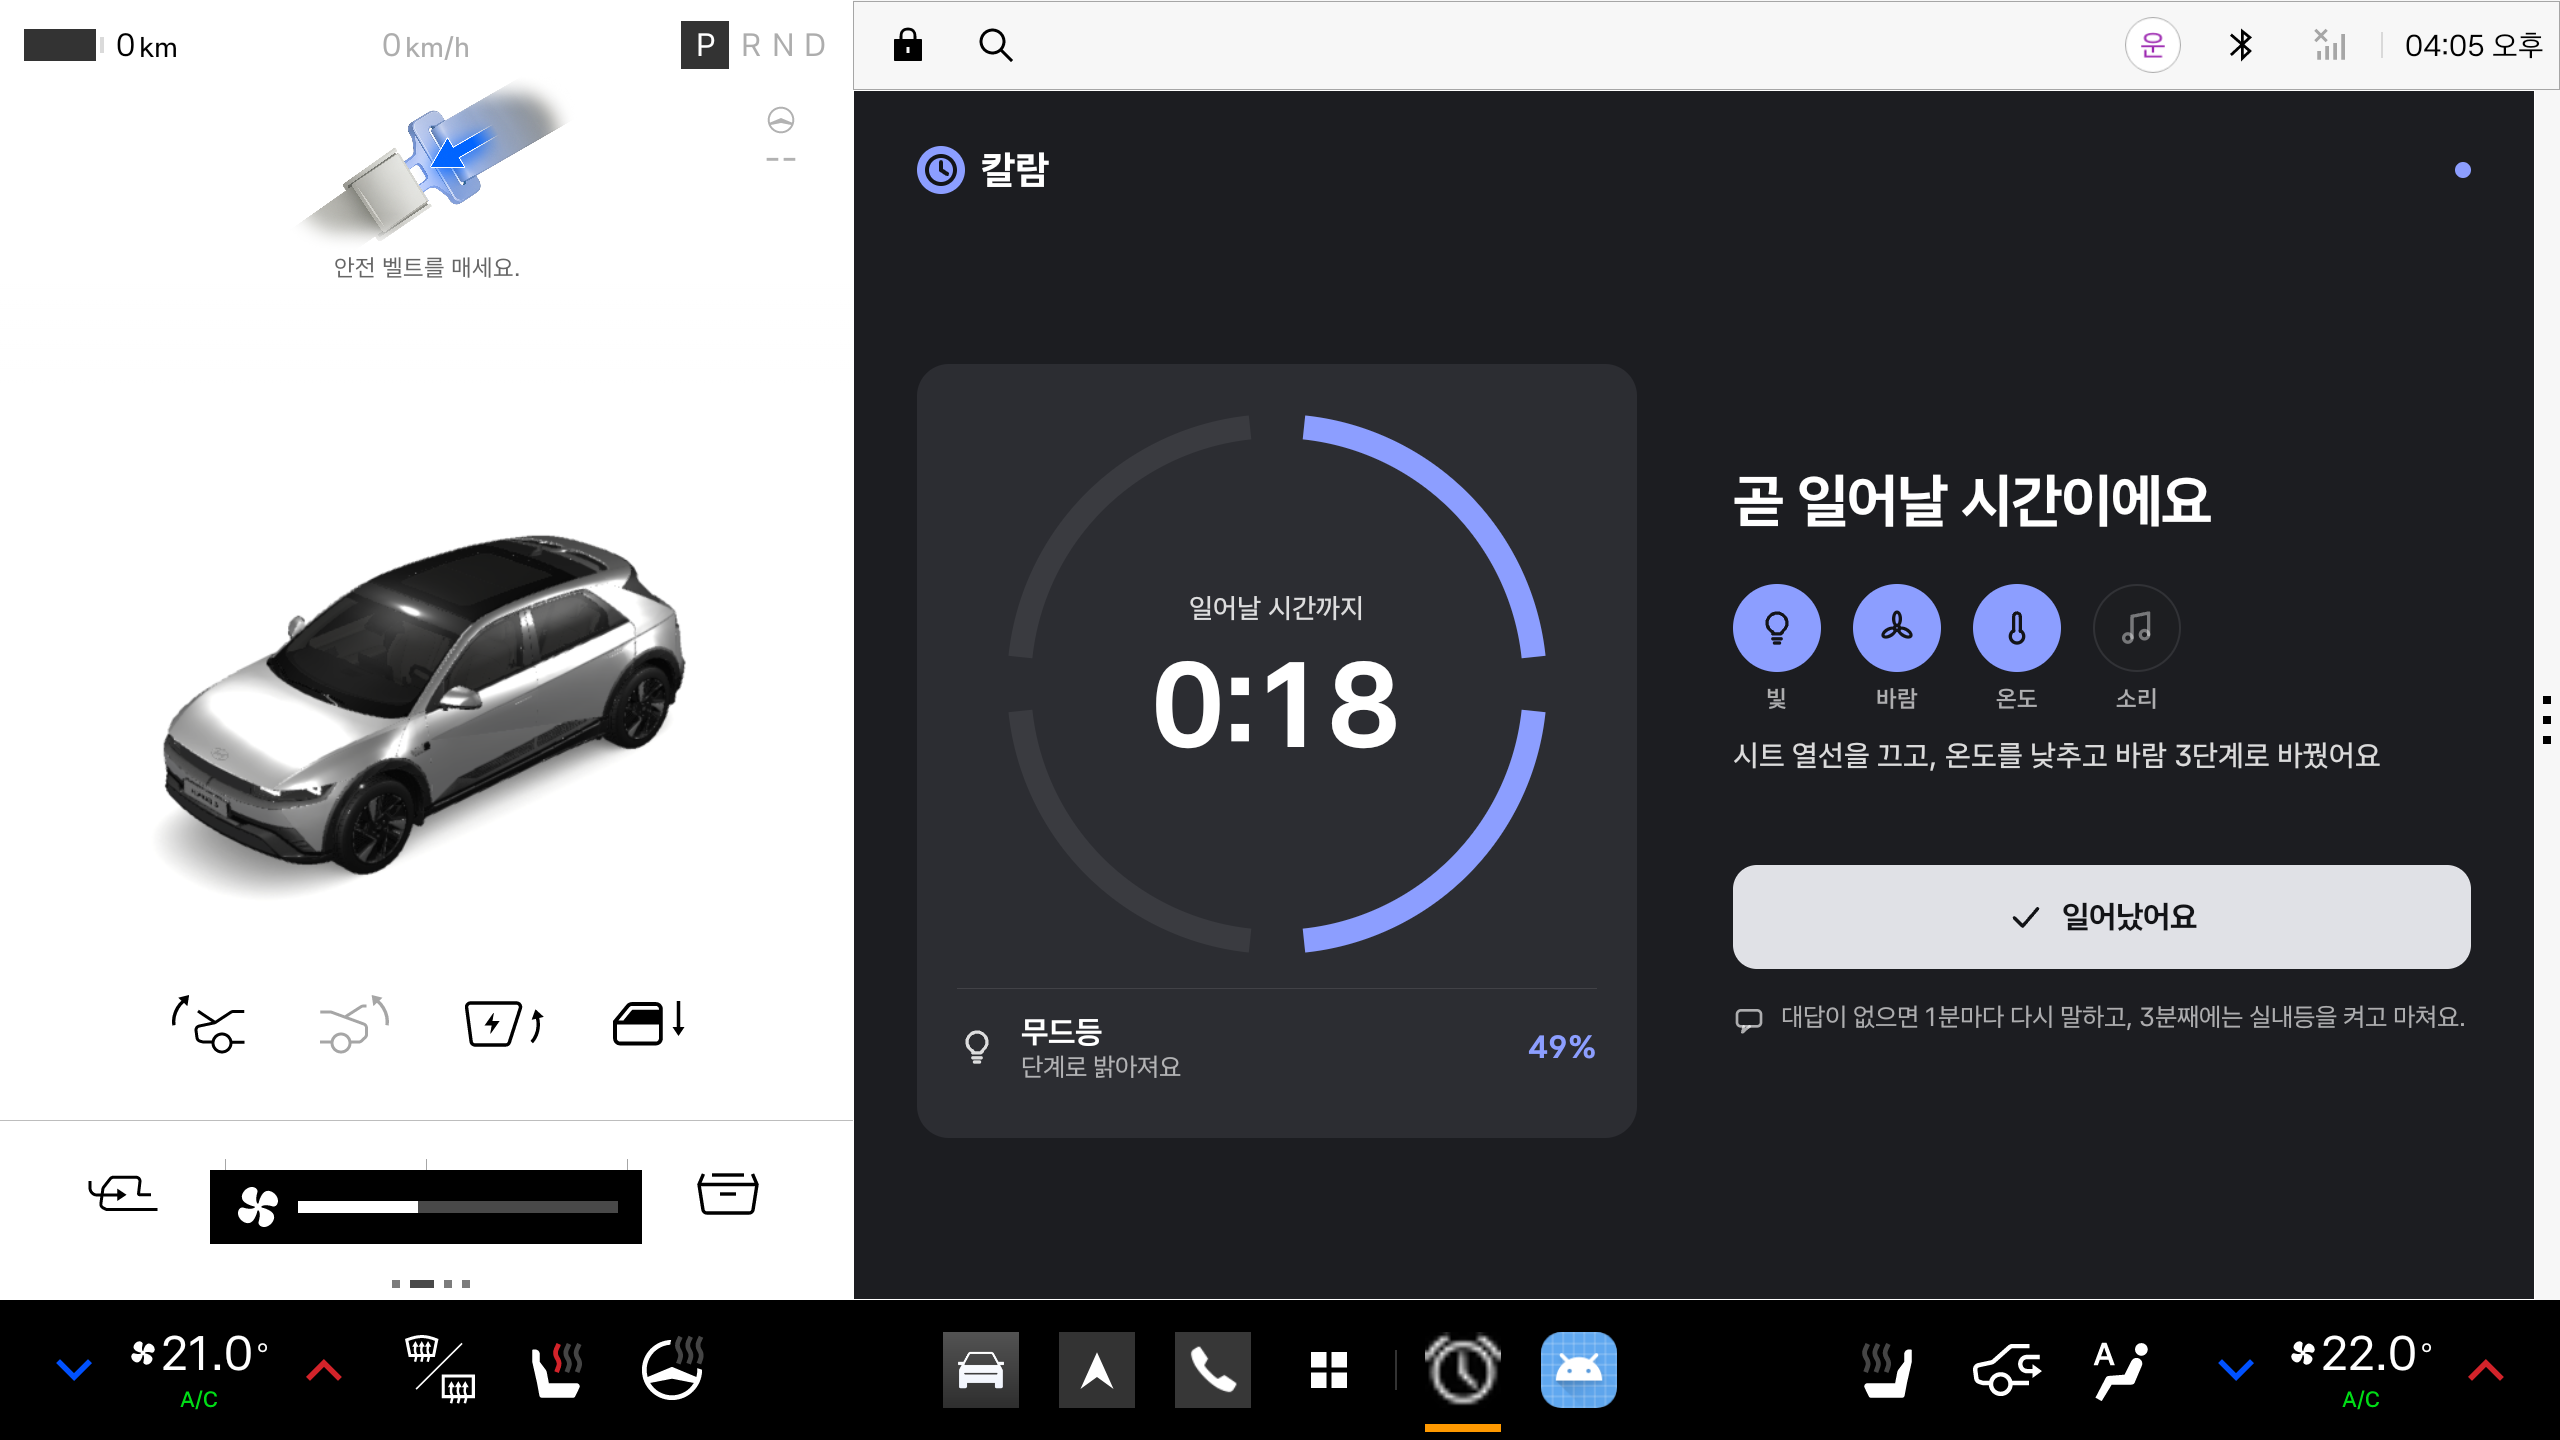 0 km
0 km/h
P R N D
운
04:05 오후
안전 벨트를 매세요.
칼람
일어날 시간까지
0:18
무드등
단계로 밝아져요
49%
곧 일어날 시간이에요
빛
바람
온도
소리
시트 열선을 끄고, 온도를 낮추고 바람 3단계로 바꿨어요
일어났어요
대답이 없으면 1분마다 다시 말하고, 3분째에는 실내등을 켜고 마쳐요.
21.0°
A/C
A
22.0°
A/C